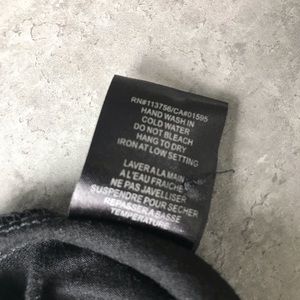 RN#113756/CA#01595
HAND WASH IN
COLD WATER
DO NOT BLEACH
HANG TO DRY
IRON AT LOW SETTING
LAVER A LA MAIN
A L'EAU FRAICHE
NE PAS JAVELLISER
SUSPENDRE POUR SECHER
REPASSER A BASSE
TEMPERATURE